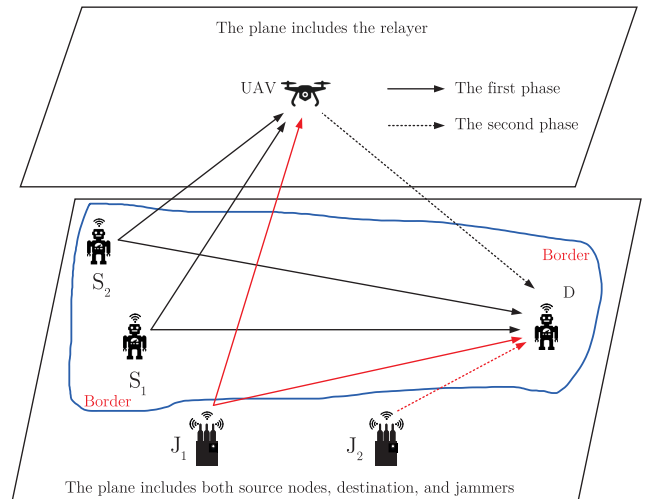 The plane includes the relayer
UAV
The first phase
The second phase
S2
Border
D
S1
Border
J1
J2
The plane includes both source nodes, destination, and jammers